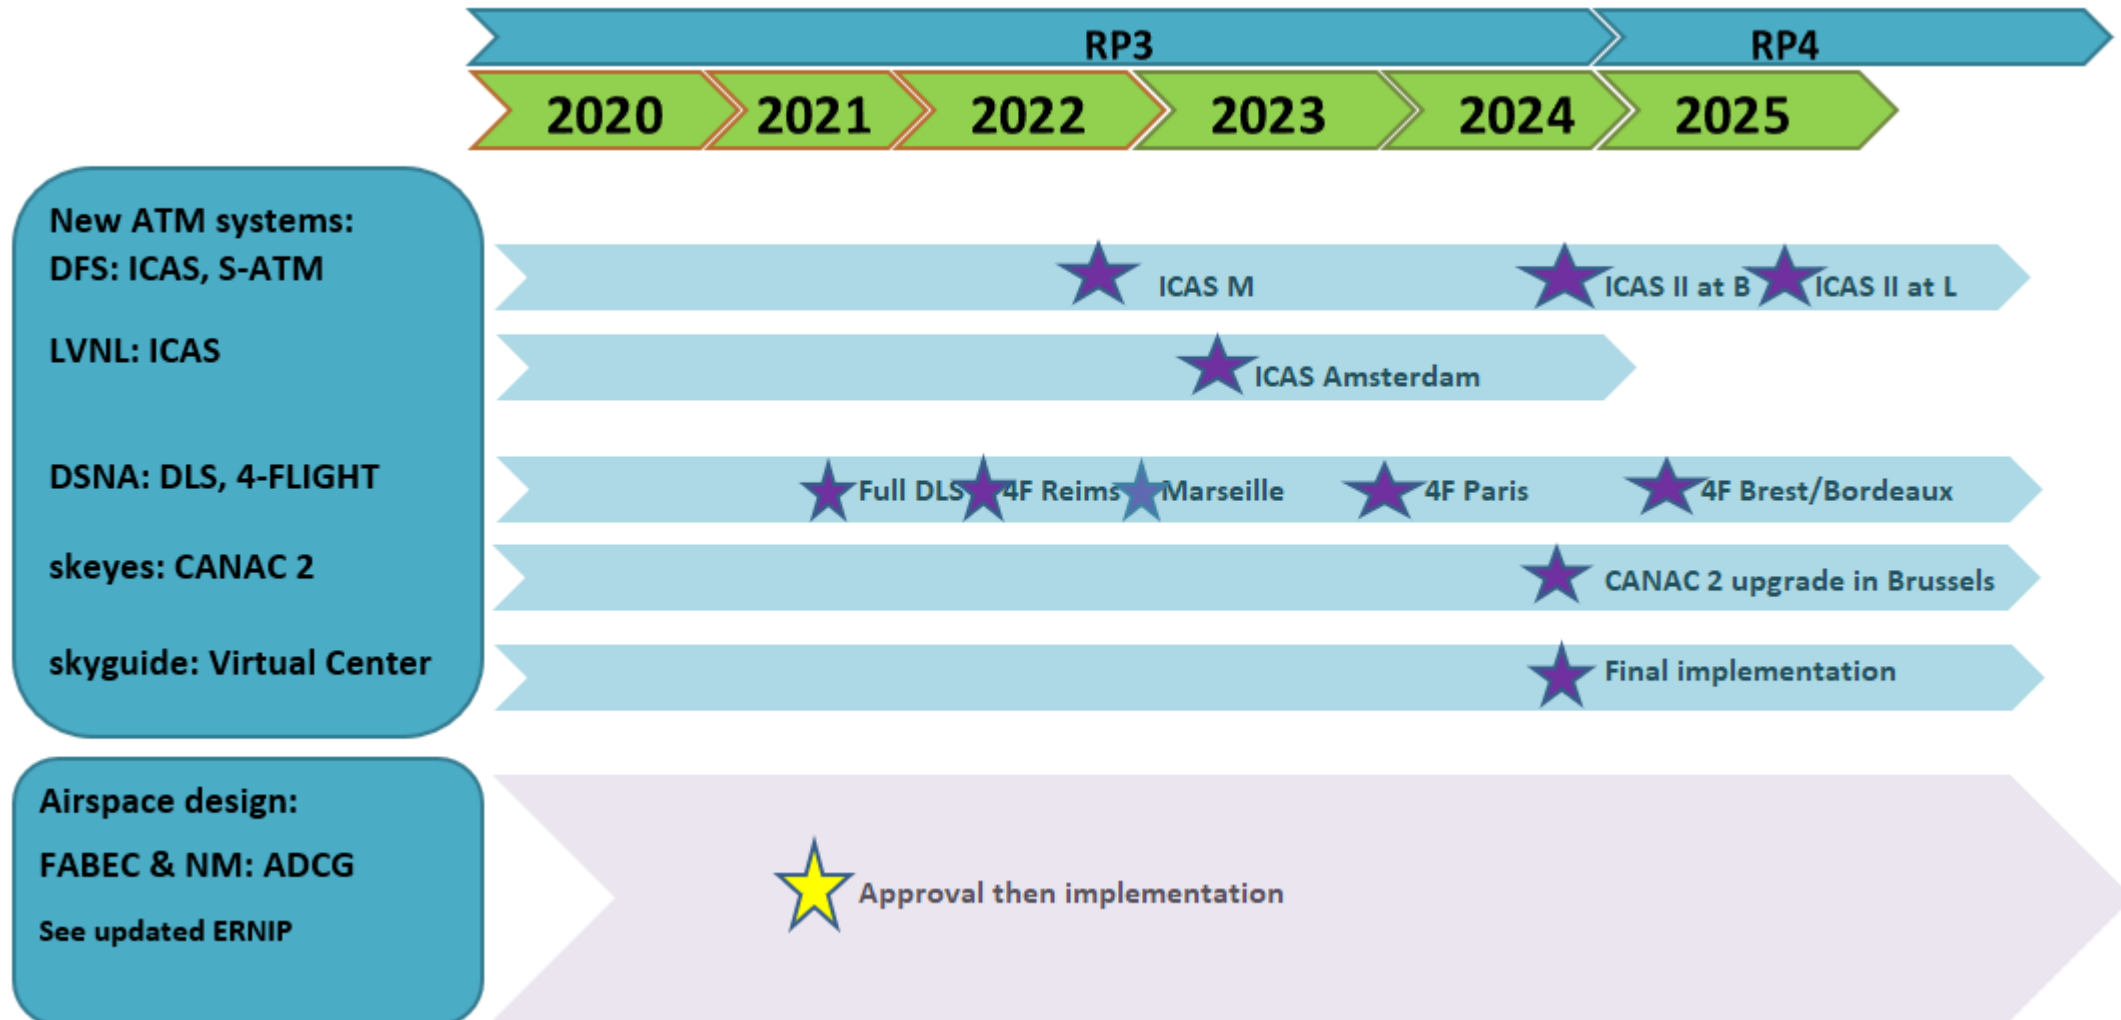 RP3
RP4
2020
2021
2022
2023
2024
2025
New ATM systems:
DFS: ICAS, S-ATM
ICAS M
ICAS II at B
ICAS II at L
LVNL: ICAS
ICAS Amsterdam
DSNA: DLS, 4-FLIGHT
Full DLS
4F Reims
Marseille
4F Paris
4F Brest/Bordeaux
skeyes: CANAC 2
CANAC 2 upgrade in Brussels
skyguide: Virtual Center
Final implementation
Airspace design:
FABEC & NM: ADCG
See updated ERNIP
Approval then implementation